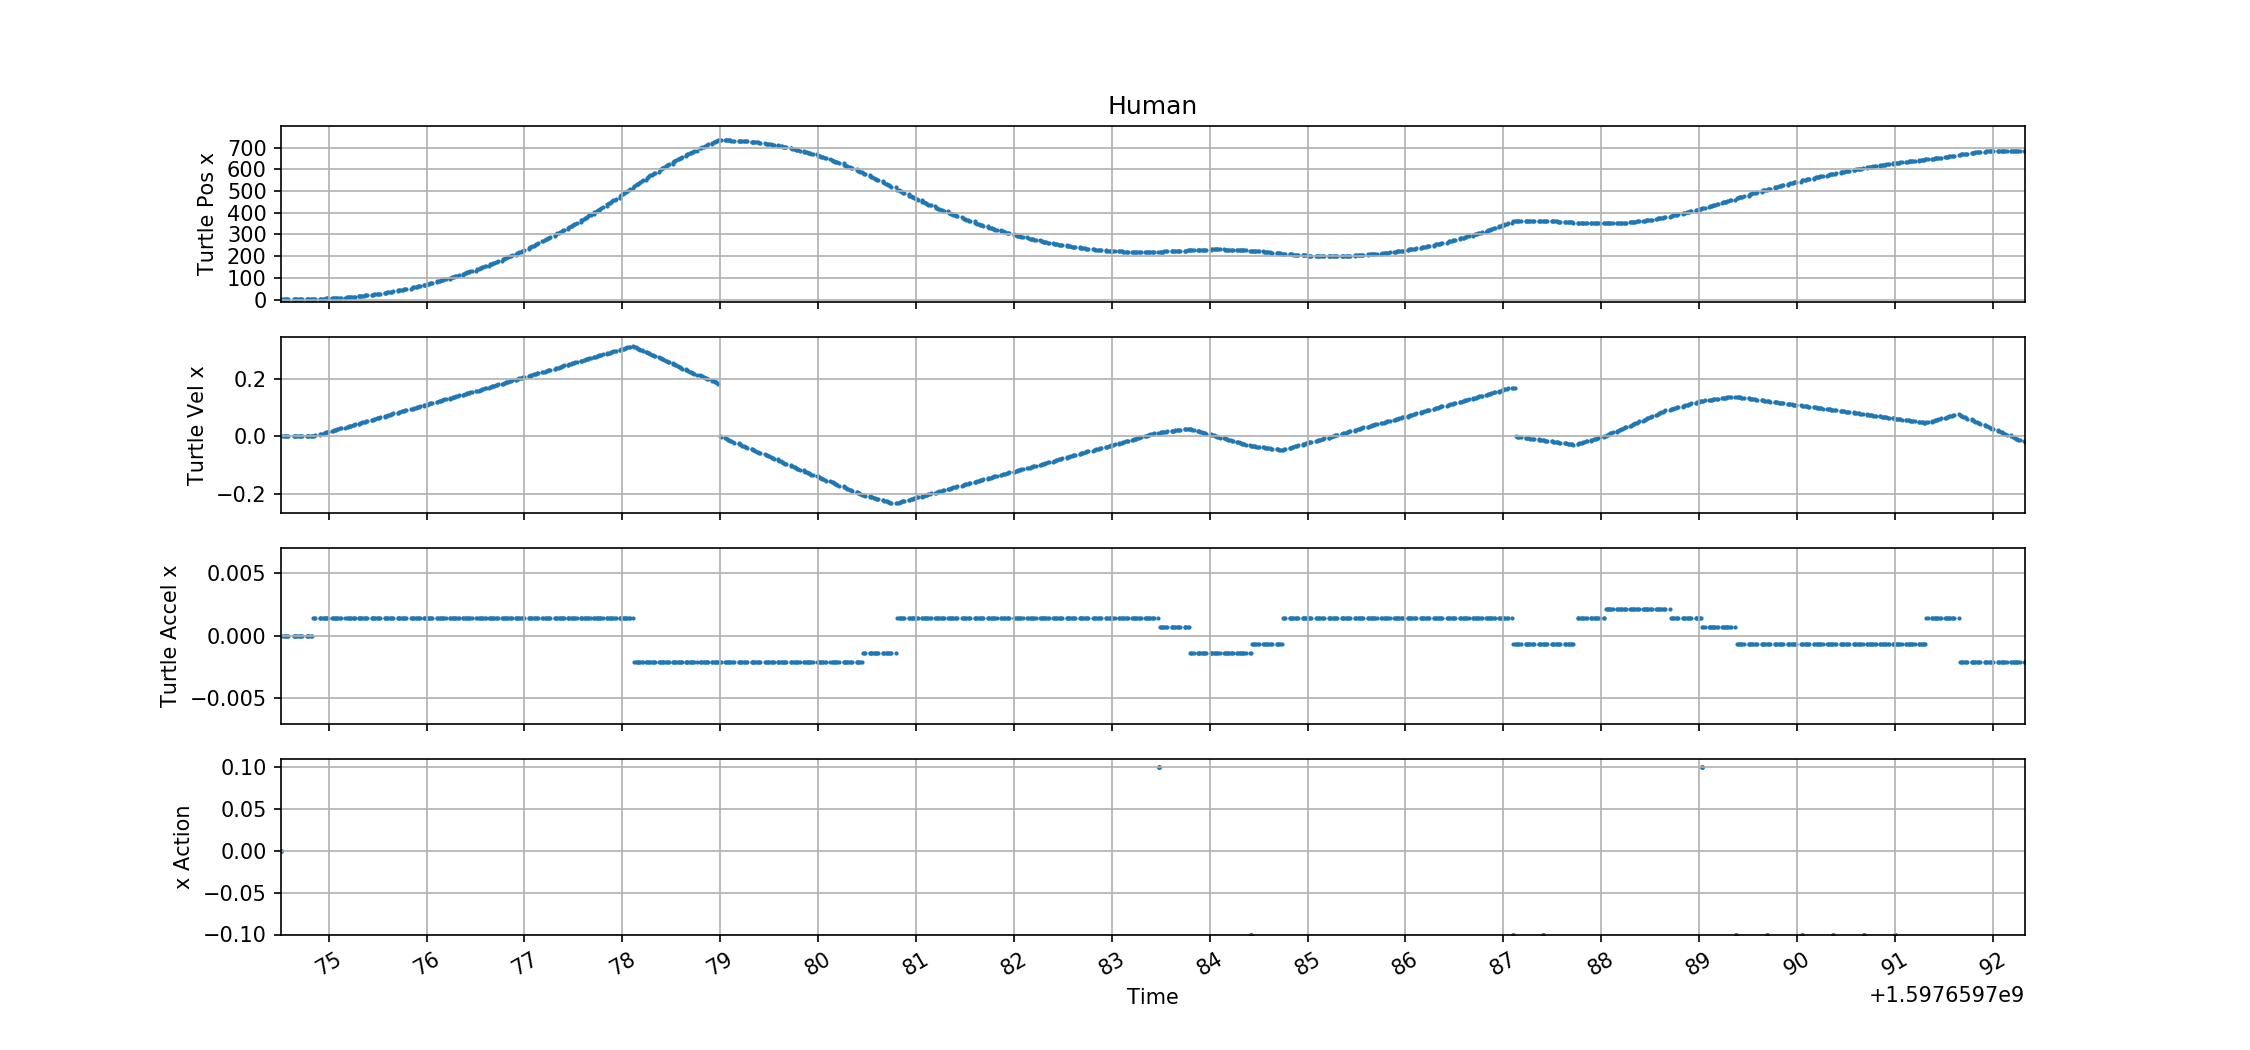 Human
Turtle Pos x
700
600
500
400
300
200
100
0
Turtle Vel x
0.2
0.0
−0.2
Turtle Accel x
0.005
0.000
−0.005
x Action
0.10
0.05
0.00
−0.05
−0.10
75 76 77 78 79 80 81 82 83 84 85 86 87 88 89 90 91 92
Time
+1.5976597e9